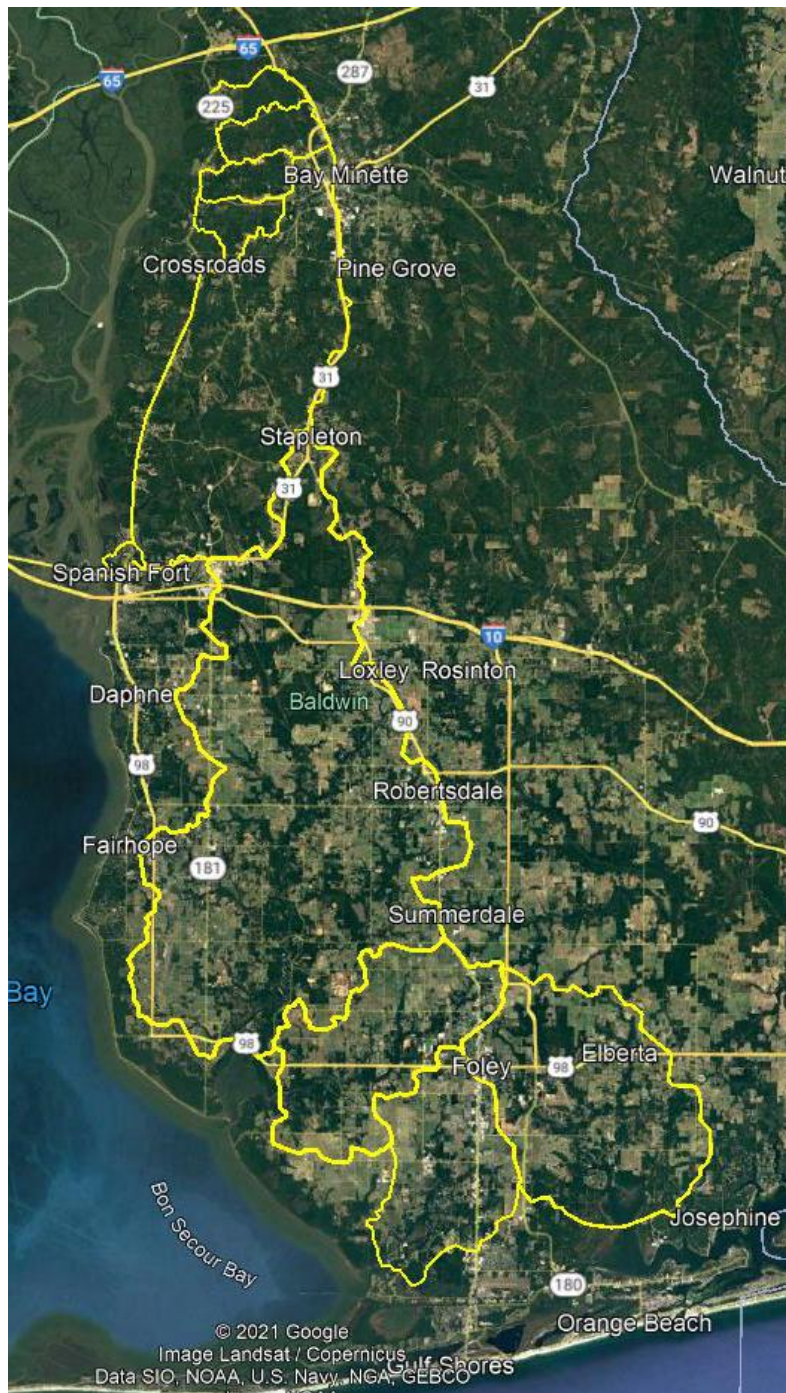 65
65
287
31
225
Bay Minette
Walnut
Crossroads
Pine Grove
31
Stapleton
31
Spanish Fort
10
Loxley
Rosinton
Daphne
Baldwin
90
98
Robertsdale
90
Fairhope
181
Summerdale
Bay
98
Elberta
Foley
98
Josephine
Bon Secour Bay
180
Orange Beach
© 2021 Google
Image Landsat / Copernicus
Gulf Shores
Data SIO, NOAA, U.S. Navy, NGA, GEBCO